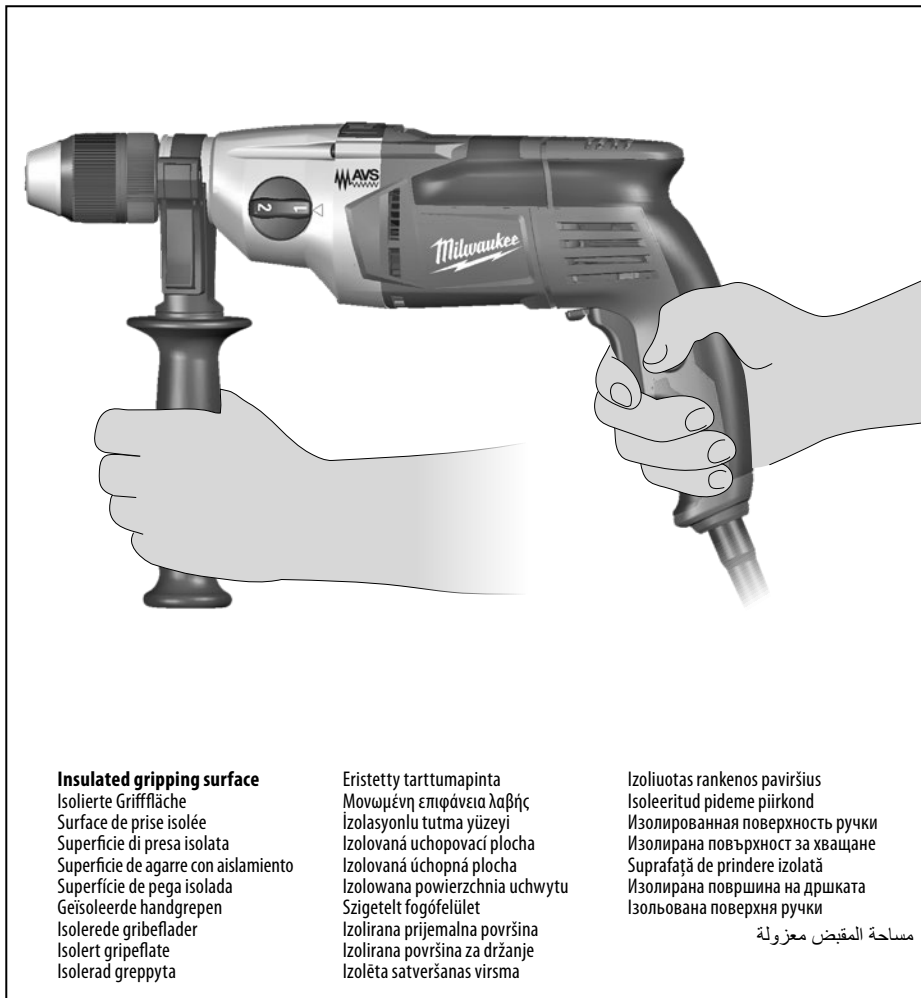 AVS
2 1
Milwaukee
Insulated gripping surface
Isolierte Grifffläche
Surface de prise isolée
Superficie di presa isolata
Superficie de agarre con aislamiento
Superfície de pega isolada
Geïsoleerde handgrepen
Isolerede gribeflader
Isolert gripeflate
Isolerad greppyta
Eristetty tarttumapinta
Μονωμένη επιφάνεια λαβής
İzolasyonlu tutma yüzeyi
Izolovaná uchopovací plocha
Izolovaná úchopná plocha
Izolowana powierzchnia uchwytu
Szigetelt fogófelület
Izolirana prijemalna površina
Izolirana površina za držanje
Izolēta satveršanas virsma
Izoliuotas rankenos paviršius
Isoleeritud pideme piirkond
Изолированная поверхность ручки
Изолирана повърхност за хващане
Suprafaţă de prindere izolată
Изолирана површина на дршката
Ізольована поверхня ручки
مساحة المقبض معزولة